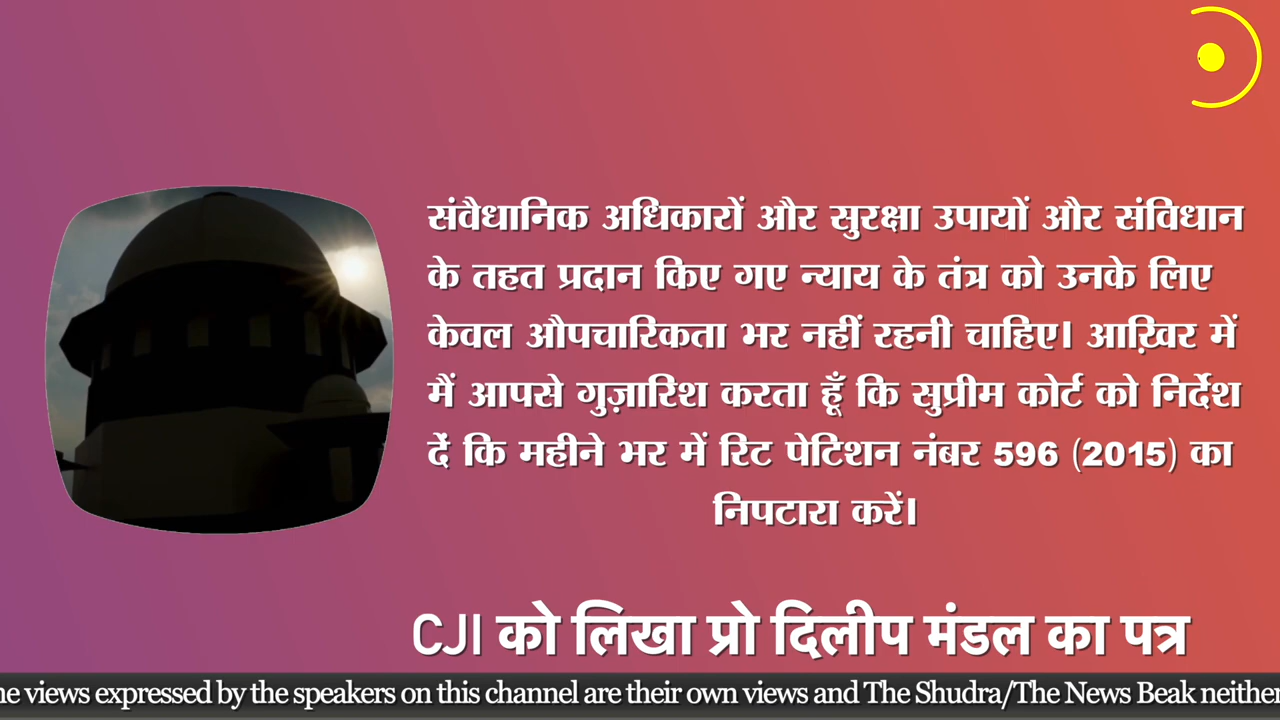 संवैधानिक अधिकारों और सुरक्षा उपायों और संविधान
के तहत प्रदान किए गए न्याय के तंत्र को उनके लिए
केवल औपचारिकता भर नहीं रहनी चाहिए। आख़िर में
मैं आपसे गुज़ारिश करता हूँ कि सुप्रीम कोर्ट को निर्देश
दें कि महीने भर में रिट पेटिशन नंबर 596 (2015) का
निपटारा करें।
CJI को लिखा प्रो दिलीप मंडल का पत्र
views expressed by the speakers on this channel are their own views and The Shudra/The News Beak neither